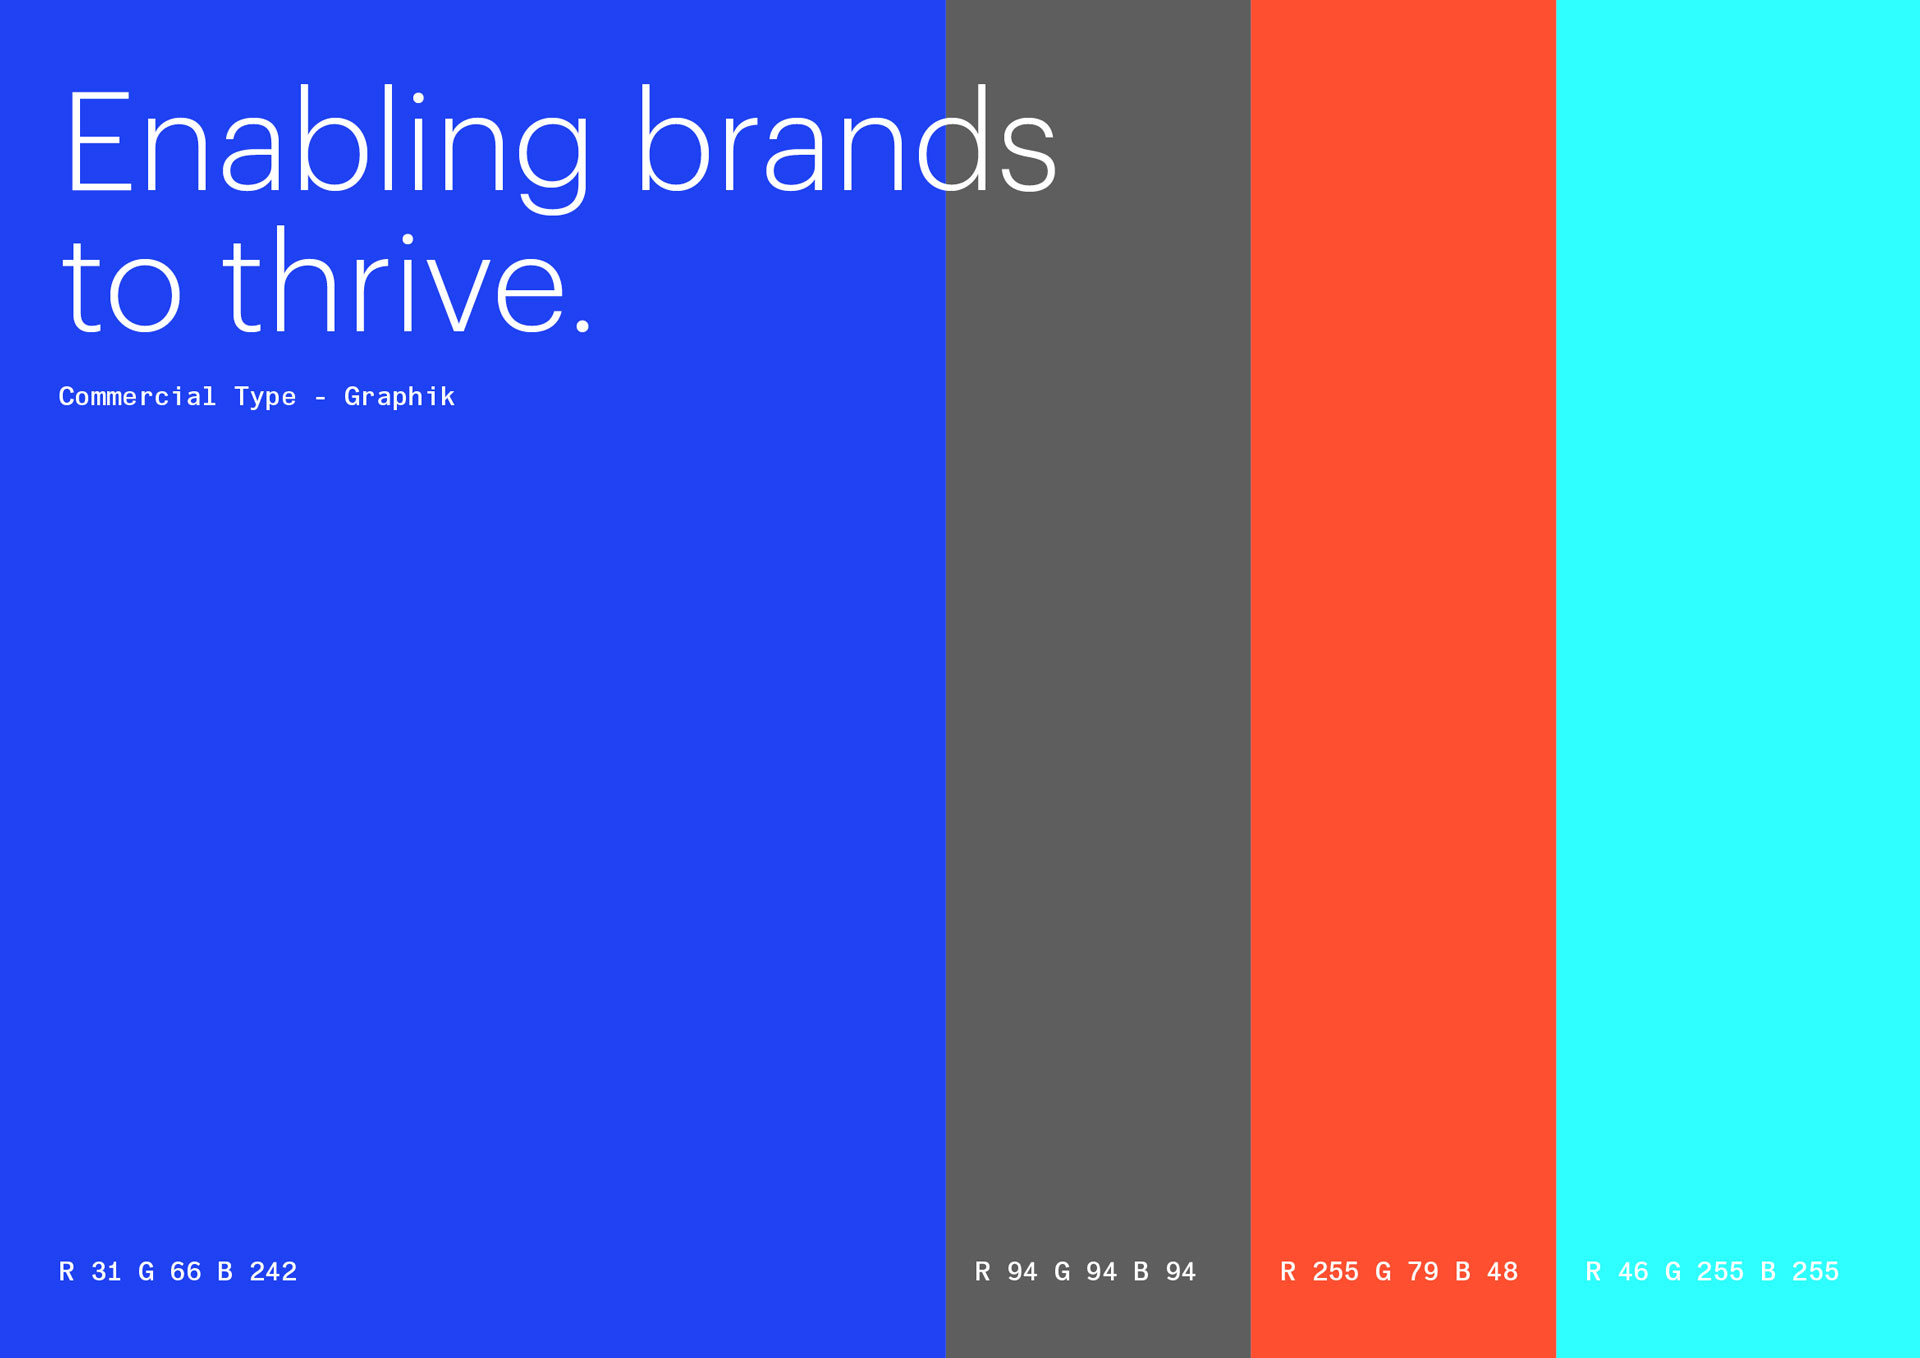 Enabling brands
to thrive.
Commercial Type - Graphik
R 31 G 66 B 242
R 94 G 94 B 94
R 255 G 79 B 48
R 46 G 255 B 255